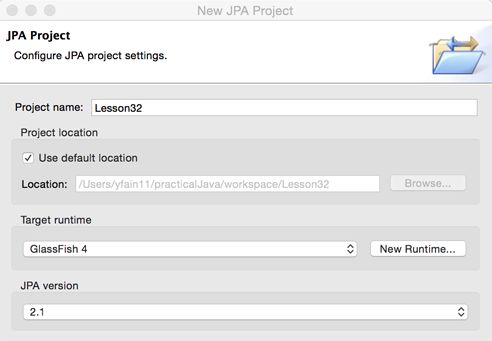 New JPA Project
JPA Project
Configure JPA project settings.
Project name: Lesson32
Project location
Use default location
Location: /Users/yfain11/practicalJava/workspace/Lesson32 Browse...
Target runtime
GlassFish 4 New Runtime...
JPA version
2.1